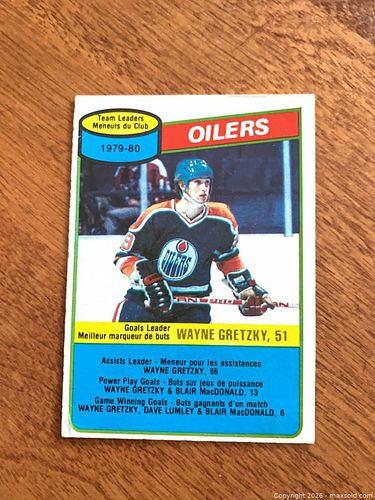 Team Leaders
Meneurs du Club
1979-80
OILERS
OILERS
Goals Leader
Meilleur marqueur de buts
WAYNE GRETZKY, 51
Assists Leader - Meneur pour les assistances
WAYNE GRETZKY, 86
Power Play Goals - Buts sur jeux de puissance
WAYNE GRETZKY & BLAIR MacDONALD, 13
Game Winning Goals - Buts gagnants d'un match
WAYNE GRETZKY, DAVE LUMLEY & BLAIR MacDONALD, 6
Copyright 2026 - maxsold.com